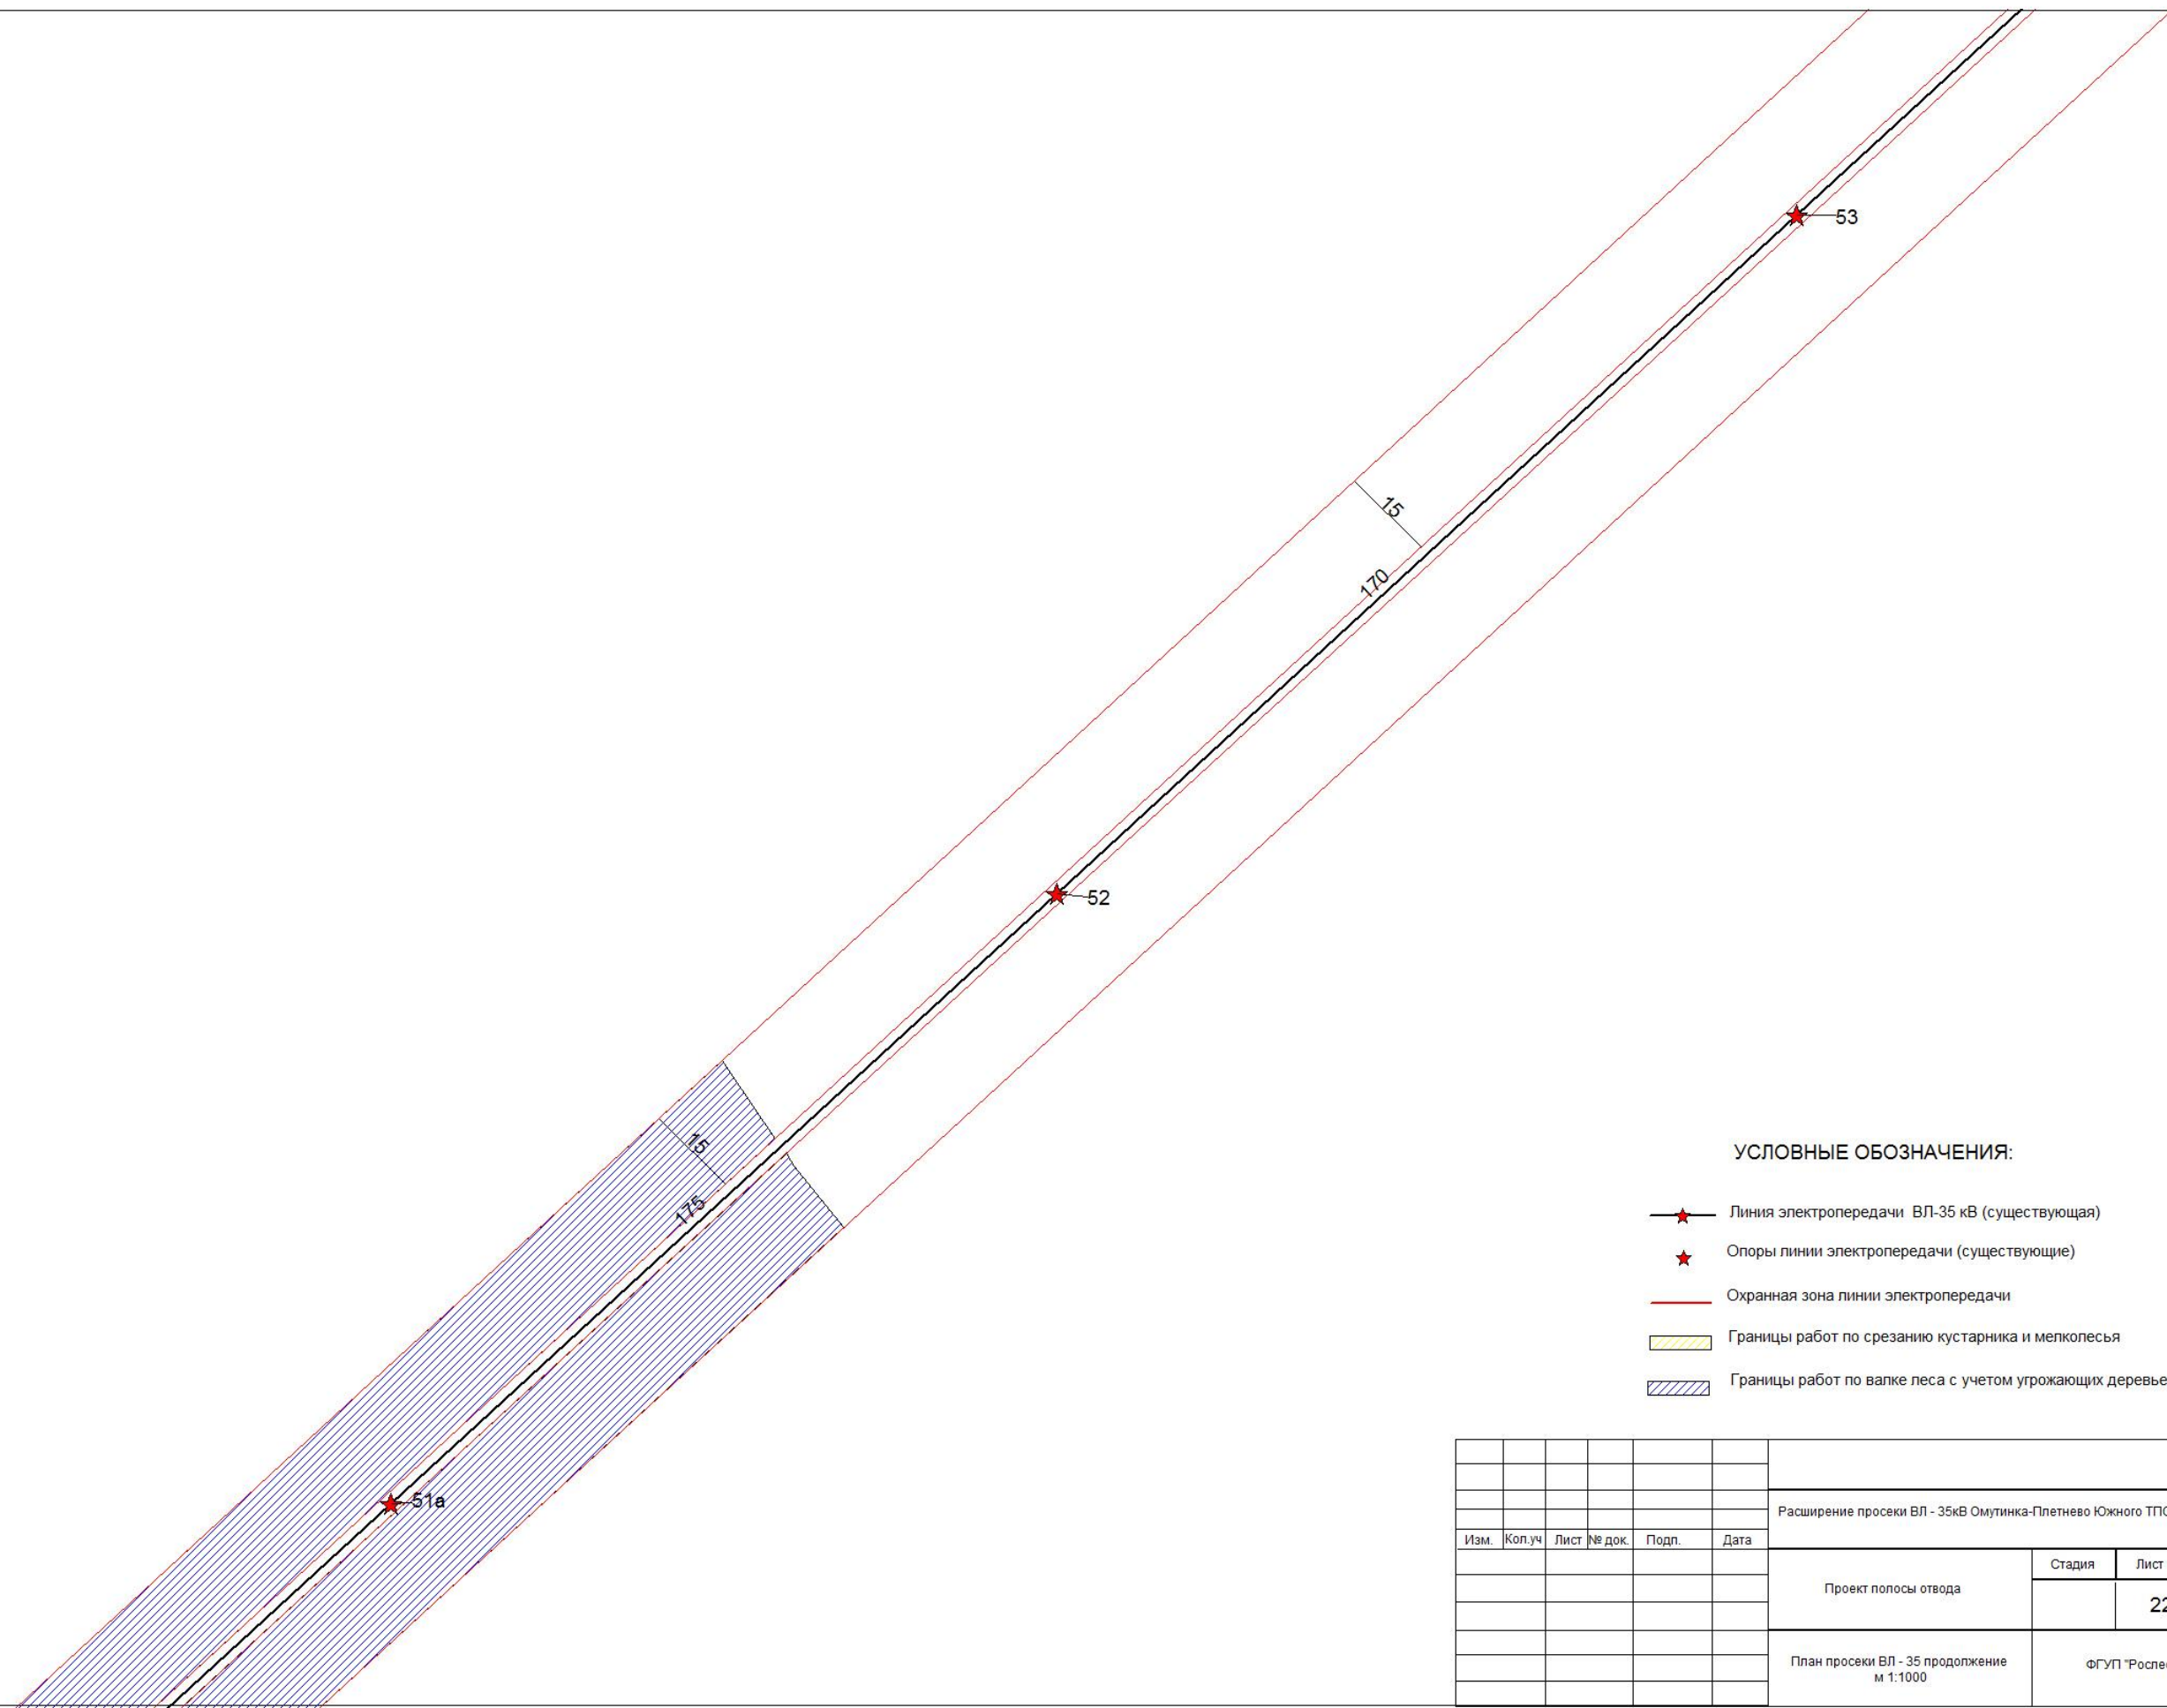 53
15
170
52
15
175
51а
УСЛОВНЫЕ ОБОЗНАЧЕНИЯ:
Линия электропередачи ВЛ-35 кВ (существующая)
Опоры линии электропередачи (существующие)
Охранная зона линии электропередачи
Границы работ по срезанию кустарника и мелколесья
Границы работ по валке леса с учетом угрожающих деревье
Расширение просеки ВЛ - 35кВ Омутинка-Плетнево Южного ТПО
Изм. Кол.уч Лист № док. Подп. Дата
Проект полосы отвода
Стадия Лист
22
План просеки ВЛ - 35 продолжение
м 1:1000
ФГУП "Рослес